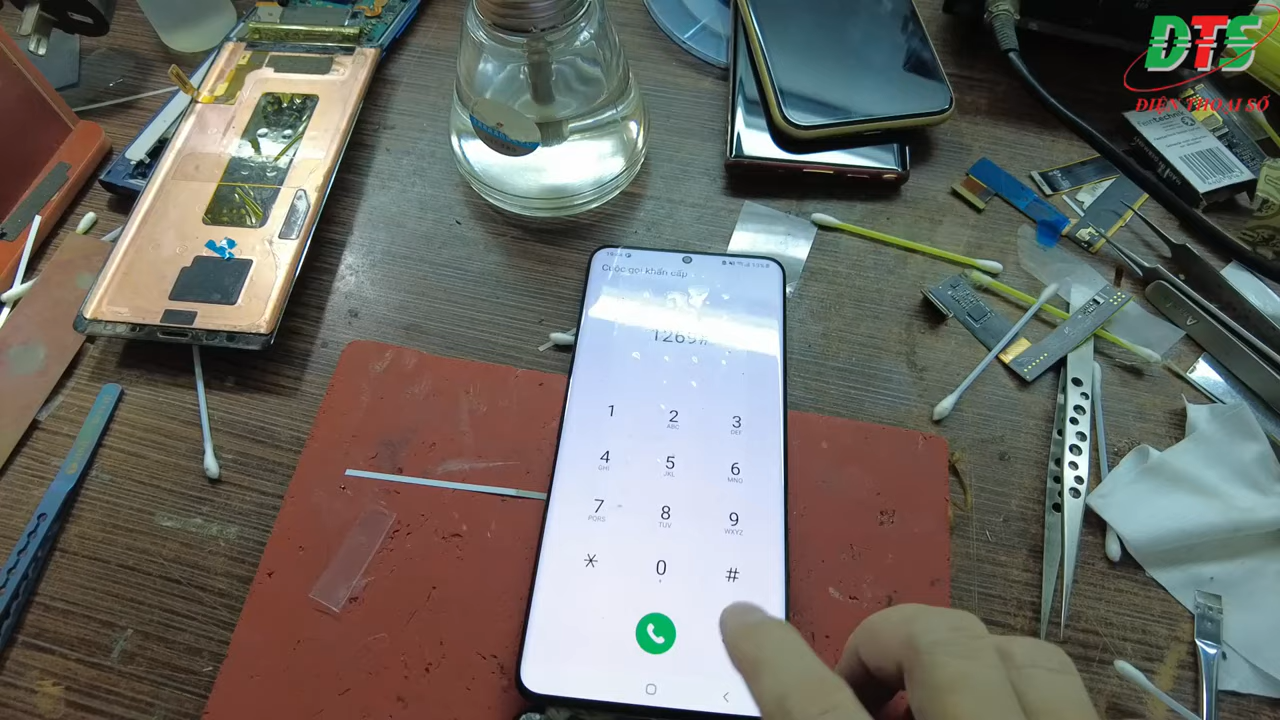 DTS
ĐIỆN THOẠI SỐ
Cuộc gọi khẩn cấp
1269#
1
2
ABC
3
DEF
4
GHI
5
JKL
6
MNO
7
PQRS
8
TUV
9
WXYZ
*
0
#